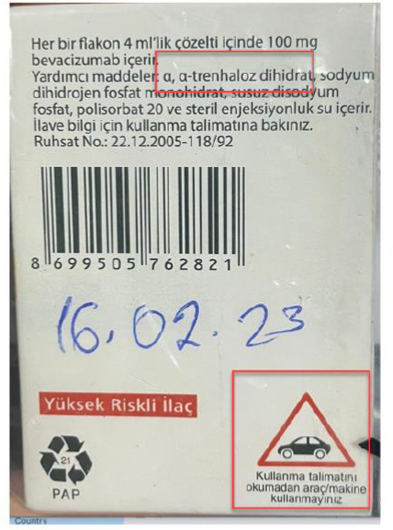 Her bir flakon 4 ml'lik çözelti içinde 100 mg
bevacizumab içerir.
Yardımcı maddeler: α, α-trenhaloz dihidrat, sodyum
dihidrojen fosfat monohidrat, susuz disodyum
fosfat, polisorbat 20 ve steril enjeksiyonluk su içerir.
İlave bilgi için kullanma talimatına bakınız.
Ruhsat No.: 22.12.2005-118/92
8 699505 762821
16.02.23
Yüksek Riskli İlaç
21
PAP
Kullanma talimatını
okumadan araç/makine
kullanmayınız
Country